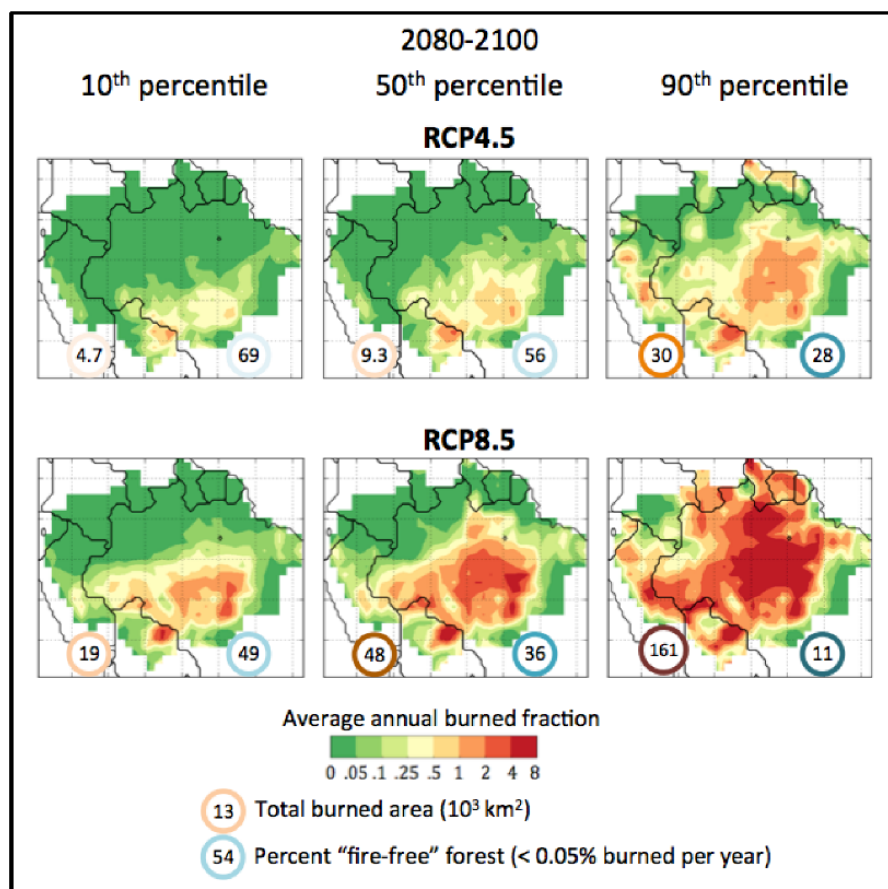 2080-2100
10th percentile 50th percentile 90th percentile
RCP4.5
4.7 69 9.3 56 30 28
RCP8.5
19 49 48 36 161 11
Average annual burned fraction
0 .05 .1 .25 .5 1 2 4 8
13 Total burned area (10³ km²)
54 Percent “fire-free” forest (< 0.05% burned per year)